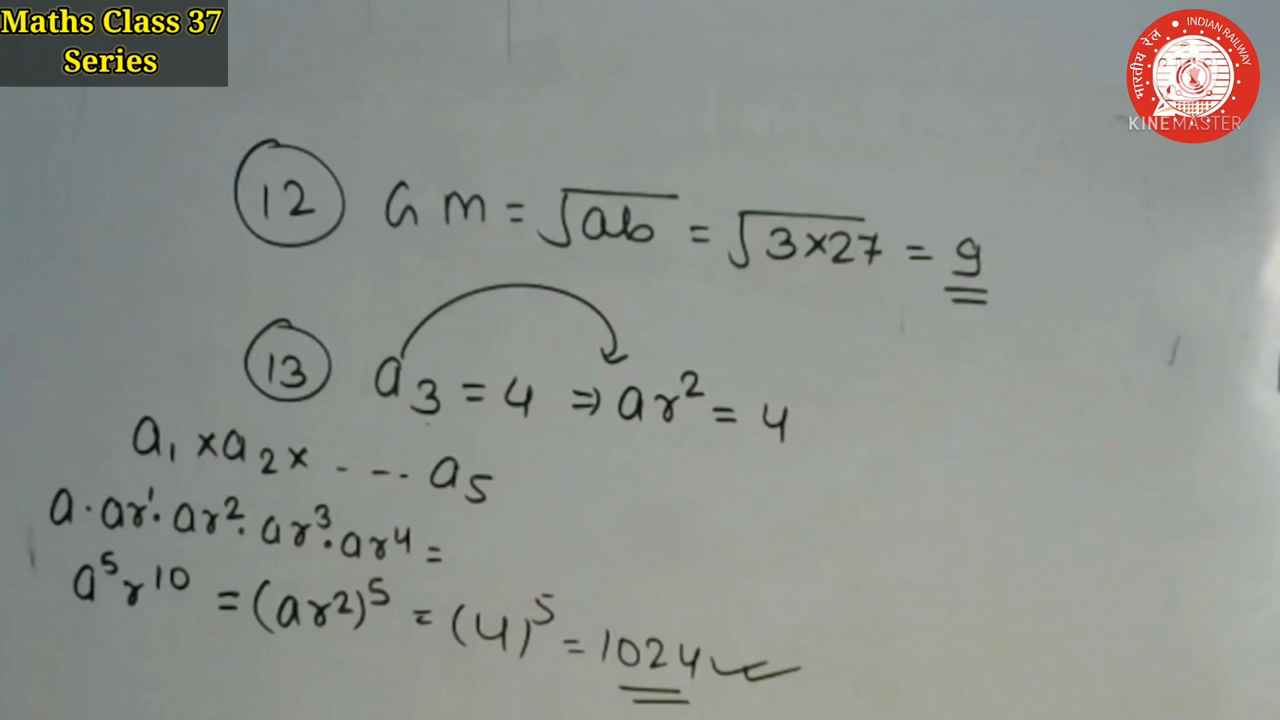 Maths Class 37
Series
भारतीय रेल • INDIAN RAILWAY
KINEMASTER
12 GM = √ab = √3×27 = 9
13 a₃ = 4 ⇒ ar² = 4
a₁ × a₂ × - -- a₅
a · ar¹ · ar² · ar³ · ar⁴ =
a⁵r¹⁰ = (ar²)⁵ = (4)⁵ = 1024